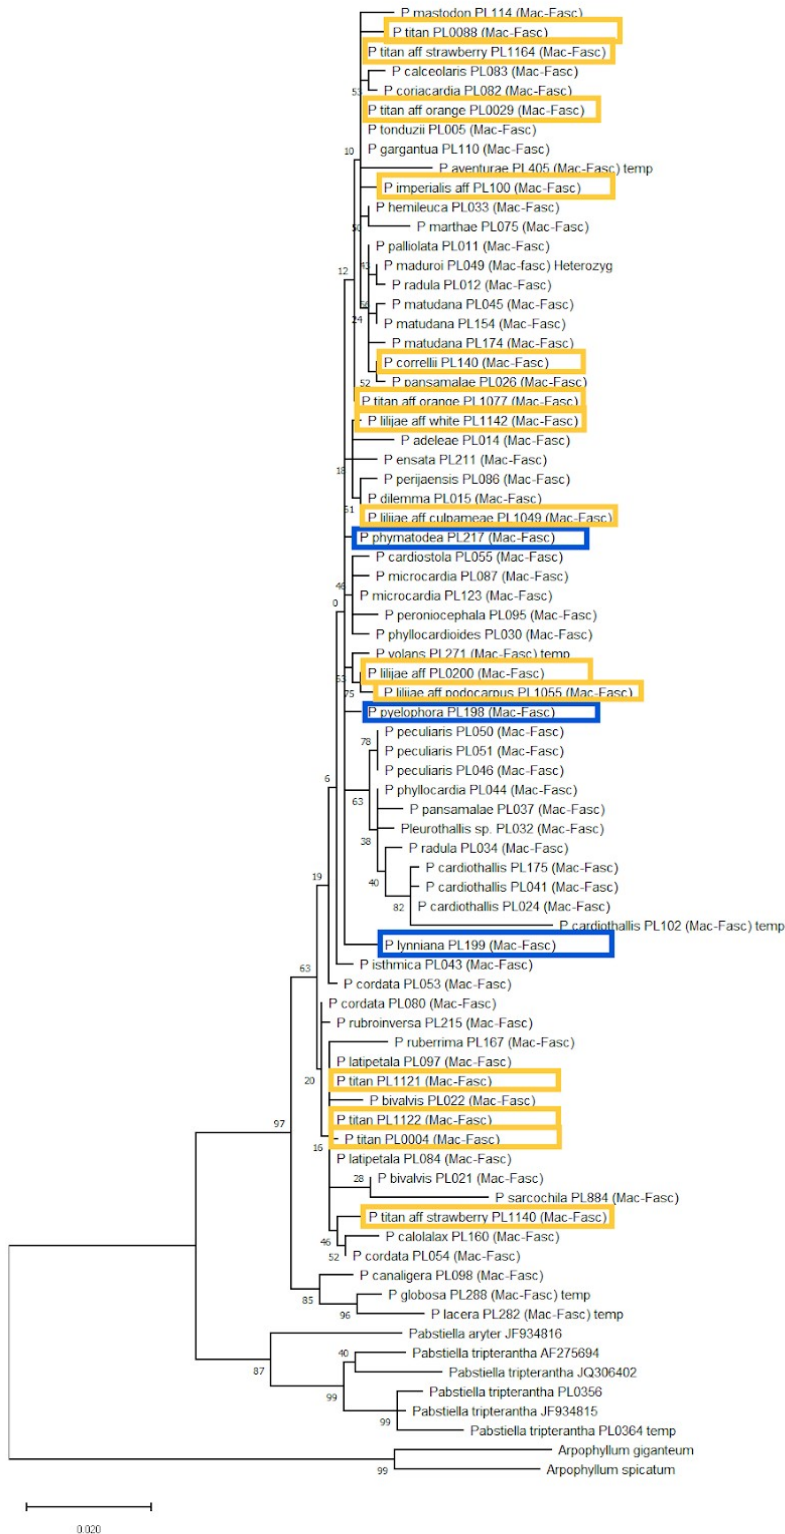 P mastodon PL114 (Mac-Fasc)
P titan PL0088 (Mac-Fasc)
P titan aff strawberry PL1164 (Mac-Fasc)
P calceolaris PL083 (Mac-Fasc)
P coriacardia PL082 (Mac-Fasc)
53
P titan aff orange PL0029 (Mac-Fasc)
P tonduzii PL005 (Mac-Fasc)
10
P gargantua PL110 (Mac-Fasc)
P aventurae PL405 (Mac-Fasc) temp
P imperialis aff PL100 (Mac-Fasc)
P hemileuca PL033 (Mac-Fasc)
P marthae PL075 (Mac-Fasc)
P palliolata PL011 (Mac-Fasc)
P maduroi PL049 (Mac-fasc) Heterozyg
12
P radula PL012 (Mac-Fasc)
P matudana PL045 (Mac-Fasc)
24
P matudana PL154 (Mac-Fasc)
P matudana PL174 (Mac-Fasc)
P correllii PL140 (Mac-Fasc)
52
P pansamalae PL026 (Mac-Fasc)
P titan aff orange PL1077 (Mac-Fasc)
P lilijae aff white PL1142 (Mac-Fasc)
P adeleae PL014 (Mac-Fasc)
P ensata PL211 (Mac-Fasc)
18
P perijaensis PL086 (Mac-Fasc)
P dilemma PL015 (Mac-Fasc)
51
P lilijae aff culpameae PL1049 (Mac-Fasc)
P phymatodea PL217 (Mac-Fasc)
P cardiostola PL055 (Mac-Fasc)
P microcardia PL087 (Mac-Fasc)
46
P microcardia PL123 (Mac-Fasc)
0
P peroniocephala PL095 (Mac-Fasc)
P phyllocardioides PL030 (Mac-Fasc)
P volans PL271 (Mac-Fasc) temp
P lilijae aff PL0200 (Mac-Fasc)
53
P lilijae aff podocarpus PL1055 (Mac-Fasc)
75
P pyelophora PL198 (Mac-Fasc)
P peculiaris PL050 (Mac-Fasc)
78
P peculiaris PL051 (Mac-Fasc)
P peculiaris PL046 (Mac-Fasc)
6
P phyllocardia PL044 (Mac-Fasc)
63
P pansamalae PL037 (Mac-Fasc)
Pleurothallis sp. PL032 (Mac-Fasc)
38
P radula PL034 (Mac-Fasc)
P cardiothallis PL175 (Mac-Fasc)
19
40
P cardiothallis PL041 (Mac-Fasc)
P cardiothallis PL024 (Mac-Fasc)
82
P cardiothallis PL102 (Mac-Fasc) temp
P lynniana PL199 (Mac-Fasc)
P isthmica PL043 (Mac-Fasc)
63
P cordata PL053 (Mac-Fasc)
P cordata PL080 (Mac-Fasc)
P rubroinversa PL215 (Mac-Fasc)
P ruberrima PL167 (Mac-Fasc)
P latipetala PL097 (Mac-Fasc)
20
P titan PL1121 (Mac-Fasc)
P bivalvis PL022 (Mac-Fasc)
97
P titan PL1122 (Mac-Fasc)
P titan PL0004 (Mac-Fasc)
16
P latipetala PL084 (Mac-Fasc)
28
P bivalvis PL021 (Mac-Fasc)
P sarcochila PL884 (Mac-Fasc)
P titan aff strawberry PL1140 (Mac-Fasc)
46
P calolalax PL160 (Mac-Fasc)
52
P cordata PL054 (Mac-Fasc)
P canaligera PL098 (Mac-Fasc)
85
P globosa PL288 (Mac-Fasc) temp
96
P lacera PL282 (Mac-Fasc) temp
Pabstiella aryter JF934816
40
Pabstiella tripterantha AF275694
87
Pabstiella tripterantha JQ306402
99
Pabstiella tripterantha PL0356
Pabstiella tripterantha JF934815
99
Pabstiella tripterantha PL0364 temp
Arpophyllum giganteum
99
Arpophyllum spicatum
0.020